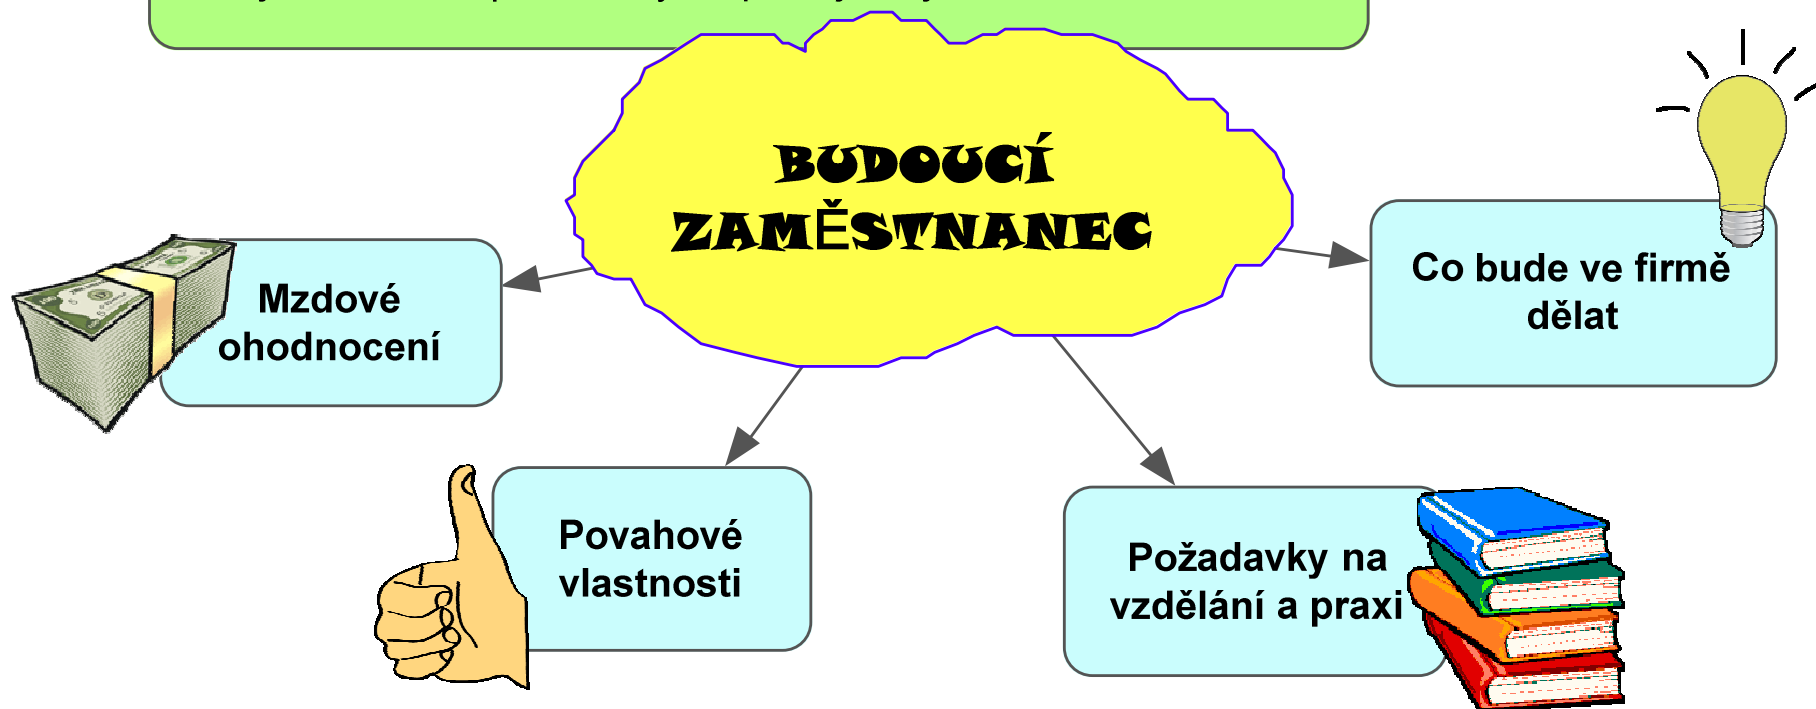 BUDOUCÍ
ZAMĚSTNANEC
Mzdové
ohodnocení
Co bude ve firmě
dělat
Povahové
vlastnosti
Požadavky na
vzdělání a praxi